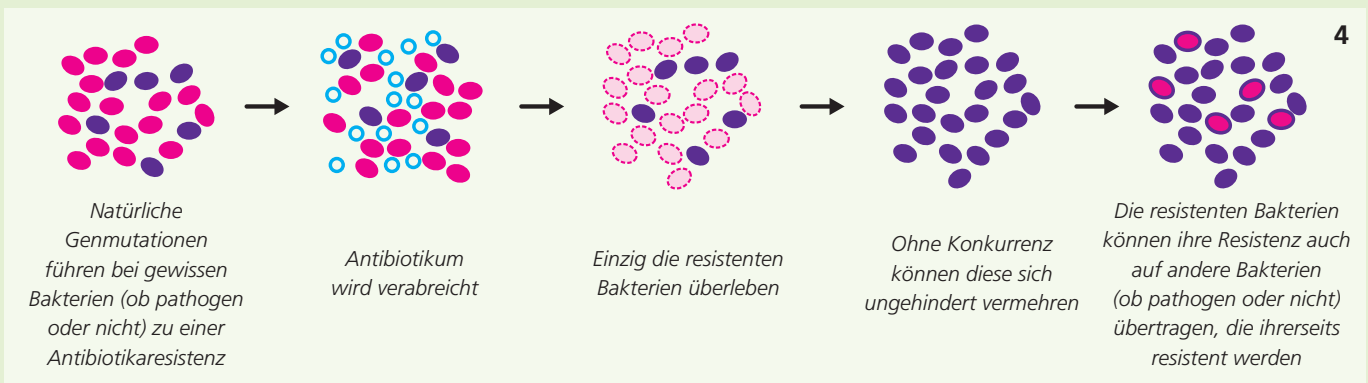 4
Natürliche
Genmutationen
führen bei gewissen
Bakterien (ob pathogen
oder nicht) zu einer
Antibiotikaresistenz
Antibiotikum
wird verabreicht
Einzig die resistenten
Bakterien überleben
Ohne Konkurrenz
können diese sich
ungehindert vermehren
Die resistenten Bakterien
können ihre Resistenz auch
auf andere Bakterien
(ob pathogen oder nicht)
übertragen, die ihrerseits
resistent werden